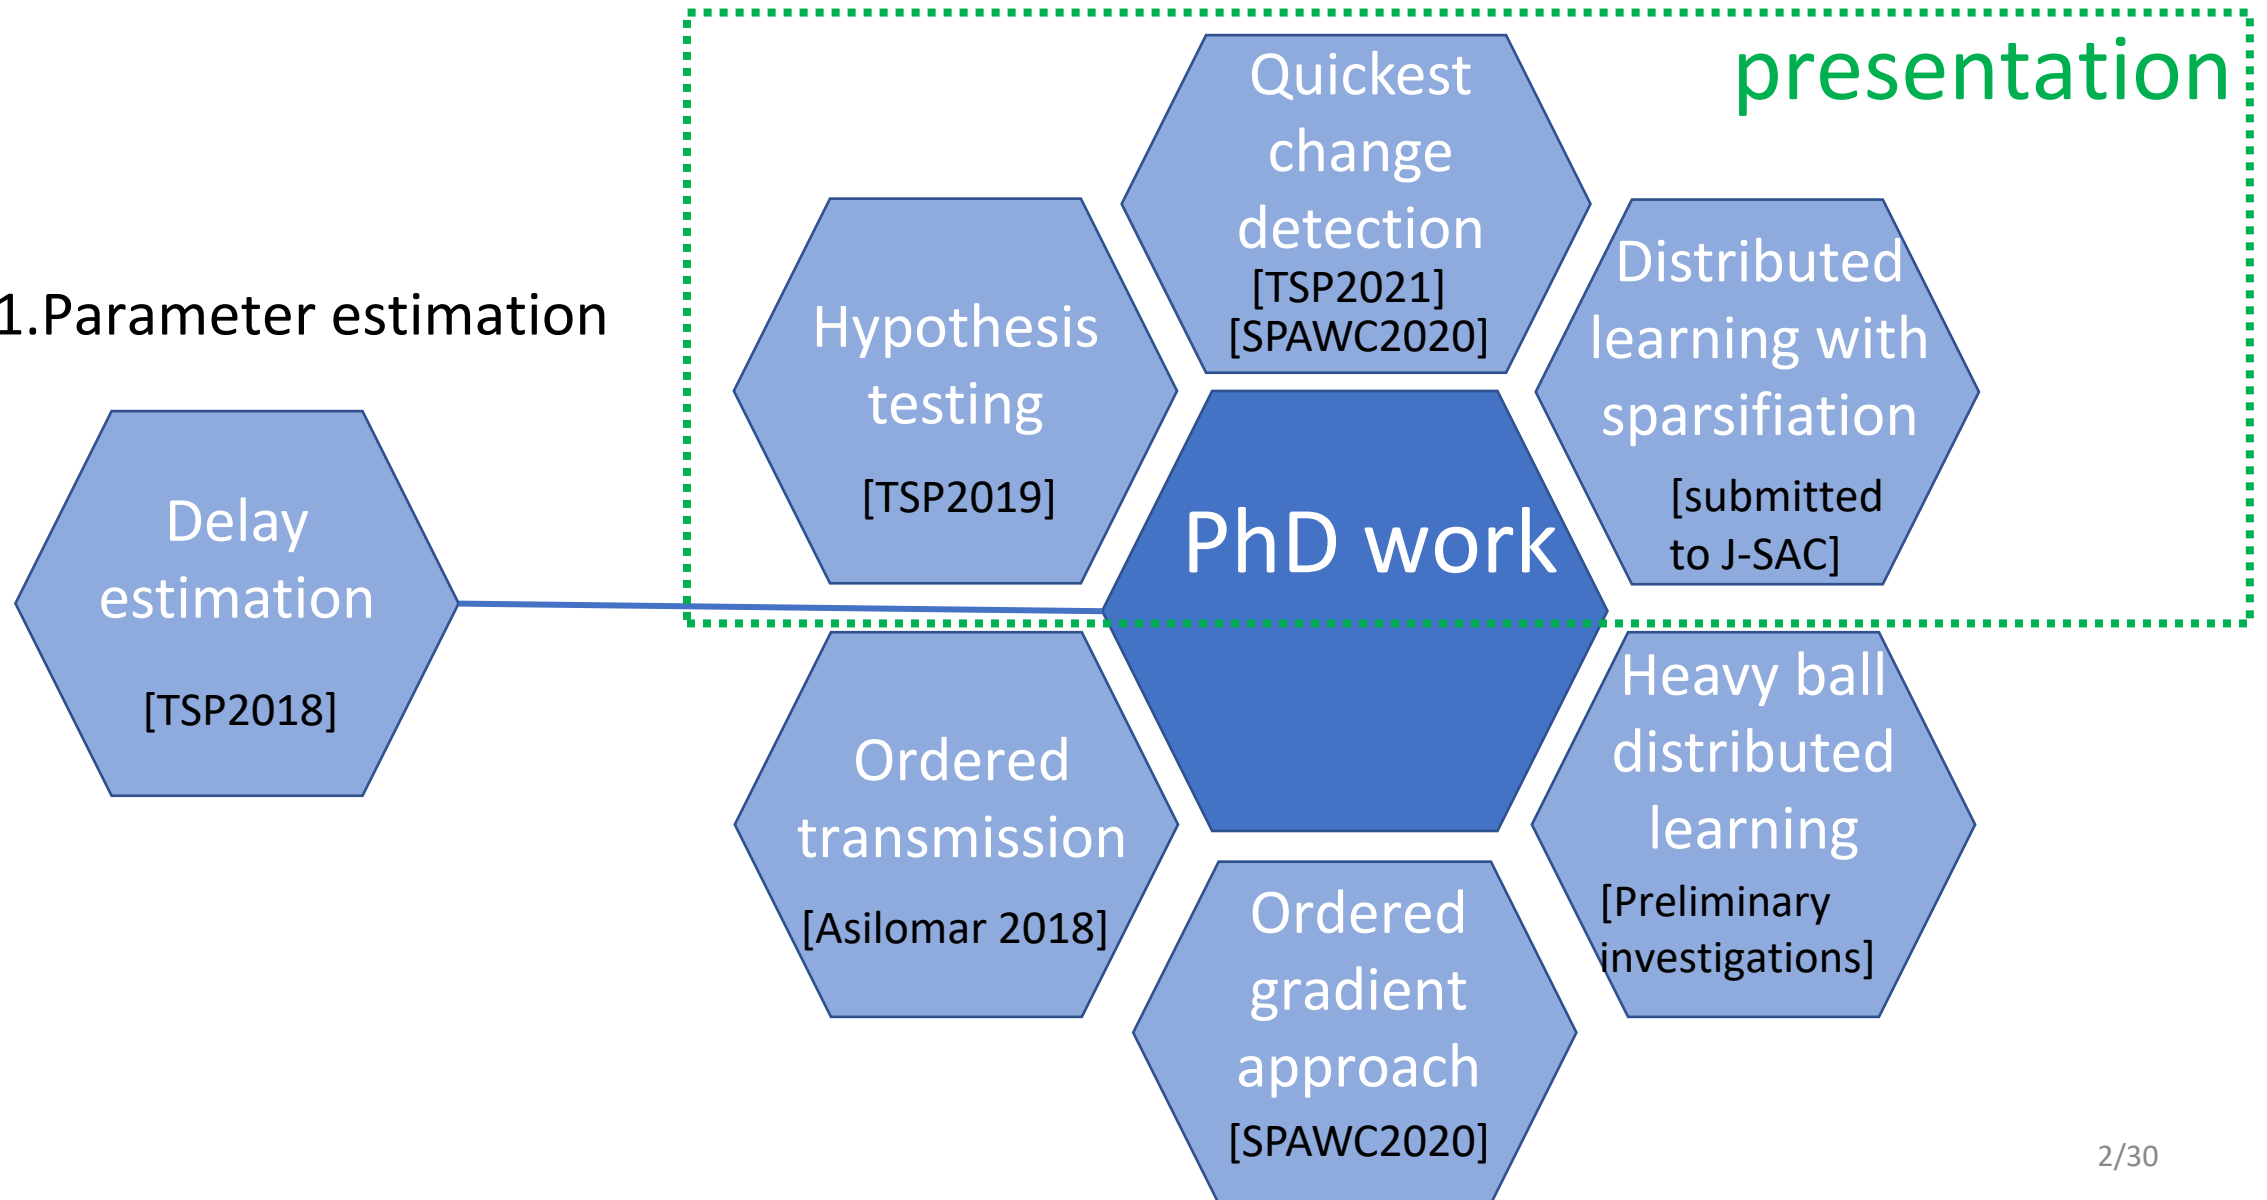 presentation
Quickest
change
detection
[TSP2021]
[SPAWC2020]
Hypothesis
testing
[TSP2019]
Distributed
learning with
sparsifiation
[submitted
to J-SAC]
1.Parameter estimation
Delay
estimation
[TSP2018]
PhD work
Ordered
transmission
[Asilomar 2018]
Ordered
gradient
approach
[SPAWC2020]
Heavy ball
distributed
learning
[Preliminary
investigations]
2/30